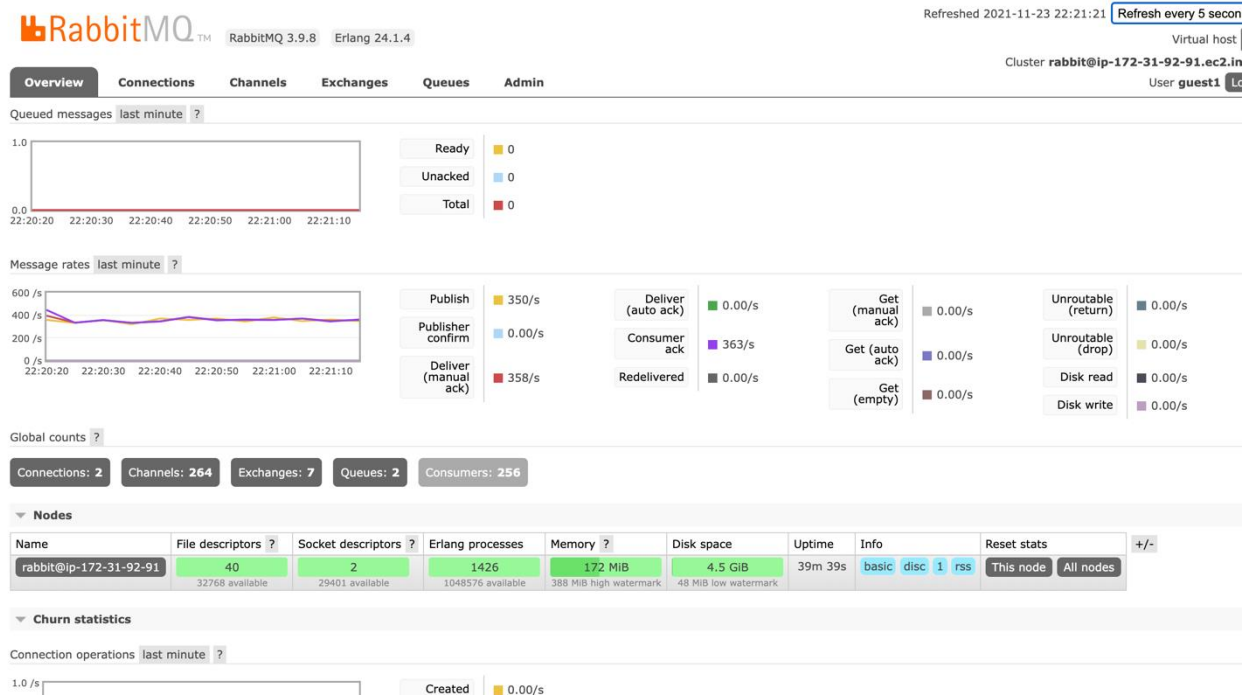 Refreshed 2021-11-23 22:21:21 Refresh every 5 secon
RabbitMQ TM RabbitMQ 3.9.8 Erlang 24.1.4
Virtual host
Cluster rabbit@ip-172-31-92-91.ec2.in
Overview Connections Channels Exchanges Queues Admin
User guest1 Lo
Queued messages last minute ?
1.0
0.0
22:20:20 22:20:30 22:20:40 22:20:50 22:21:00 22:21:10
Ready 0
Unacked 0
Total 0
Message rates last minute ?
600 /s
400 /s
200 /s
0 /s
22:20:20 22:20:30 22:20:40 22:20:50 22:21:00 22:21:10
Publish 350/s
Publisher
confirm 0.00/s
Deliver
(manual
ack) 358/s
Deliver
(auto ack) 0.00/s
Consumer
ack 363/s
Redelivered 0.00/s
Get
(manual
ack) 0.00/s
Get (auto
ack) 0.00/s
Get
(empty) 0.00/s
Unroutable
(return) 0.00/s
Unroutable
(drop) 0.00/s
Disk read 0.00/s
Disk write 0.00/s
Global counts ?
Connections: 2 Channels: 264 Exchanges: 7 Queues: 2 Consumers: 256
Nodes
Name File descriptors ? Socket descriptors ? Erlang processes Memory ? Disk space Uptime Info Reset stats +/-
rabbit@ip-172-31-92-91 40 2 1426 172 MiB 4.5 GiB 39m 39s basic disc 1 rss This node All nodes
32768 available 29401 available 1048576 available 388 MiB high watermark 48 MiB low watermark
Churn statistics
Connection operations last minute ?
1.0 /s
Created 0.00/s